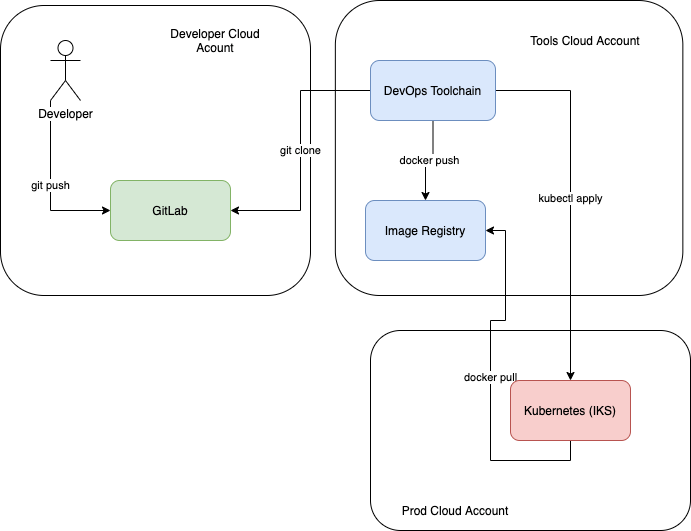 Developer Cloud
Acount
Tools Cloud Account
DevOps Toolchain
Developer
git clone
docker push
git push
GitLab
kubectl apply
Image Registry
docker pull
Kubernetes (IKS)
Prod Cloud Account